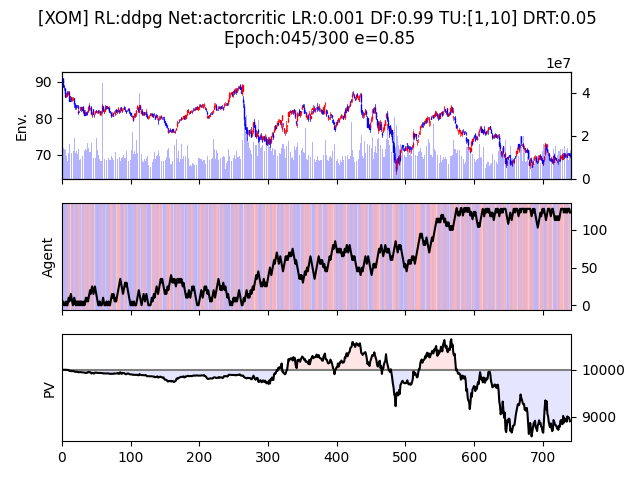 [XOM] RL:ddpg Net:actorcritic LR:0.001 DF:0.99 TU:[1,10] DRT:0.05
Epoch:045/300 e=0.85
1e7
90
80
70
Env.
4
2
0
Agent
100
50
0
PV
10000
9000
0 100 200 300 400 500 600 700